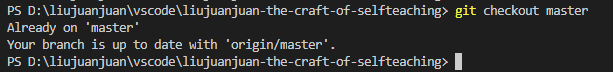 PS D:\liujuanjuan\vscode\liujuanjuan-the-craft-of-selfteaching> git checkout master
Already on 'master'
Your branch is up to date with 'origin/master'.
PS D:\liujuanjuan\vscode\liujuanjuan-the-craft-of-selfteaching>